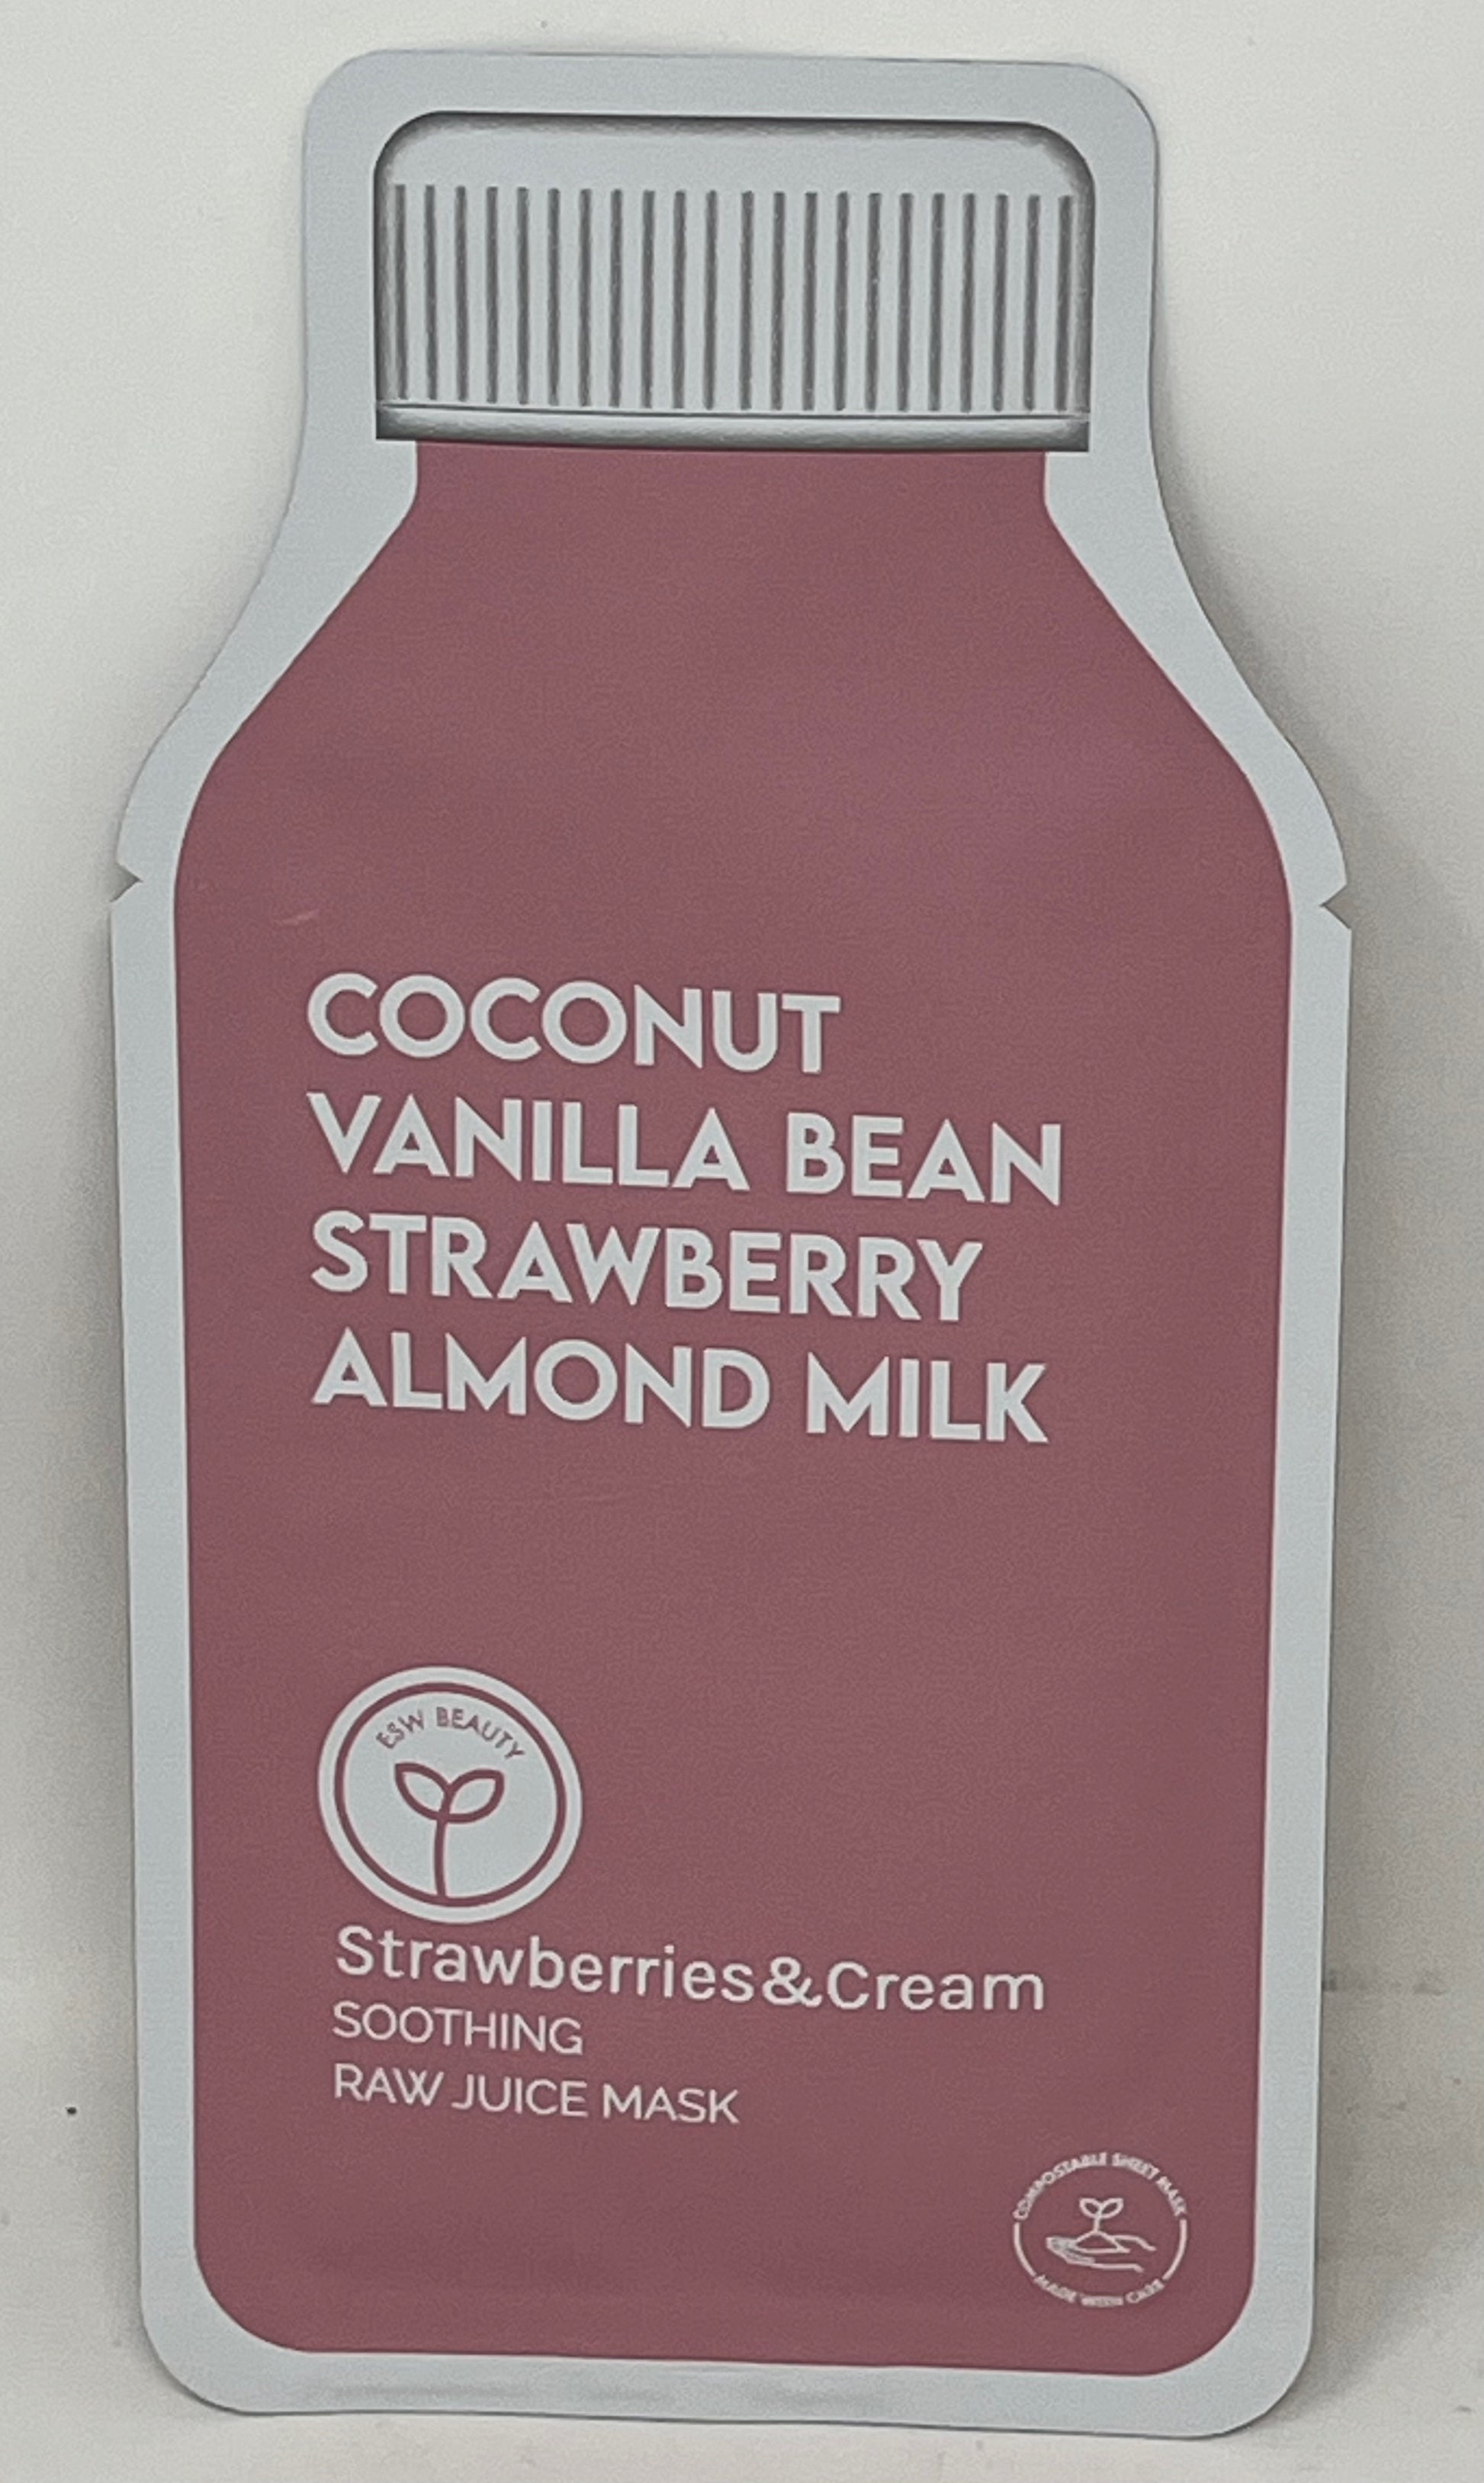 COCONUT
VANILLA BEAN
STRAWBERRY
ALMOND MILK
ESW BEAUTY
Strawberries&Cream
SOOTHING
RAW JUICE MASK
COMPOSTABLE SHEET MASK
MADE WITH CARE